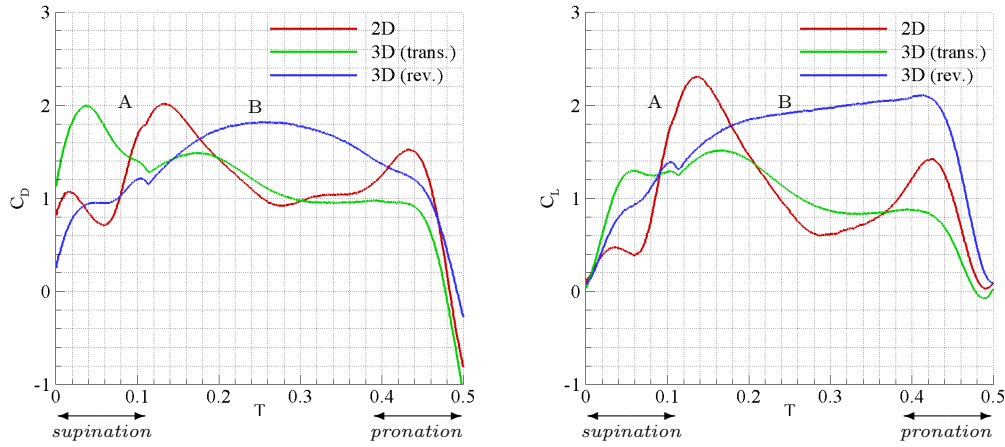 3
2
1
0
-1
C_D
2D
3D (trans.)
3D (rev.)
A
B
0 0.1 0.2 0.3 0.4 0.5
T
supination pronation
3
2
1
0
-1
C_L
2D
3D (trans.)
3D (rev.)
A
B
0 0.1 0.2 0.3 0.4 0.5
T
supination pronation